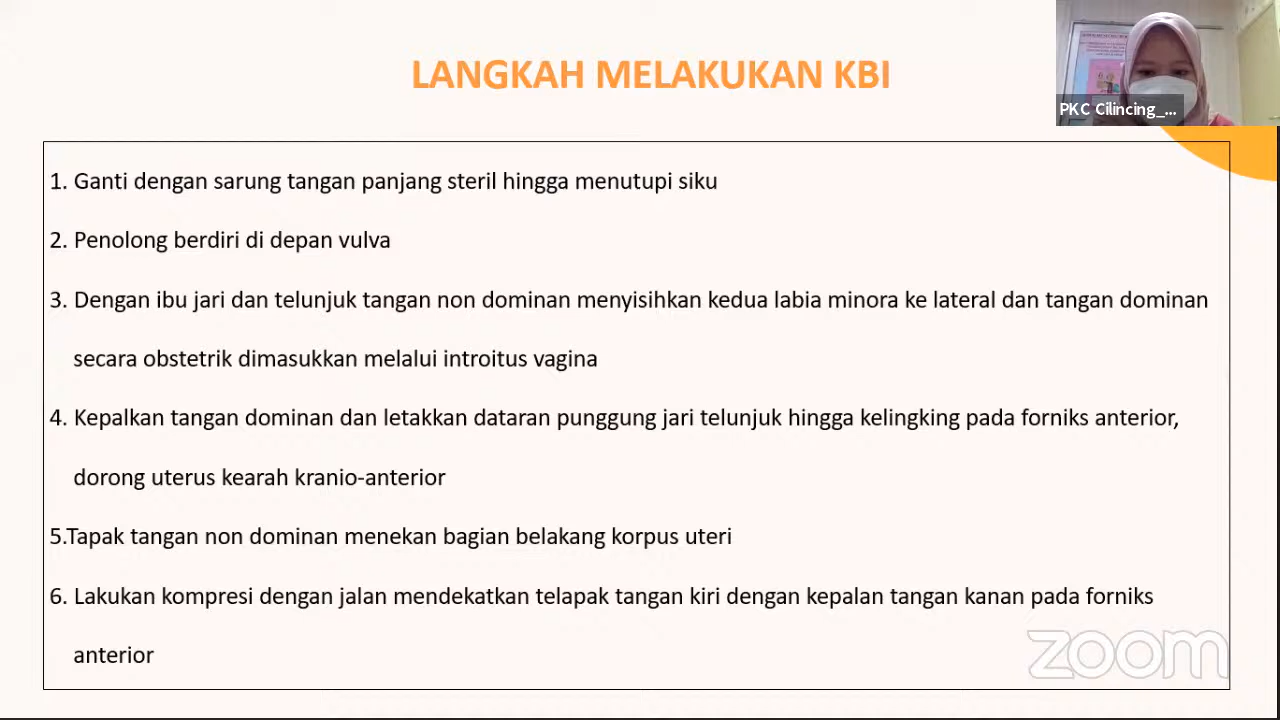 LANGKAH MELAKUKAN KBI
PKC Cilincing_...
1. Ganti dengan sarung tangan panjang steril hingga menutupi siku
2. Penolong berdiri di depan vulva
3. Dengan ibu jari dan telunjuk tangan non dominan menyisihkan kedua labia minora ke lateral dan tangan dominan
secara obstetrik dimasukkan melalui introitus vagina
4. Kepalkan tangan dominan dan letakkan dataran punggung jari telunjuk hingga kelingking pada forniks anterior,
dorong uterus kearah kranio-anterior
5.Tapak tangan non dominan menekan bagian belakang korpus uteri
6. Lakukan kompresi dengan jalan mendekatkan telapak tangan kiri dengan kepalan tangan kanan pada forniks
anterior
zoom